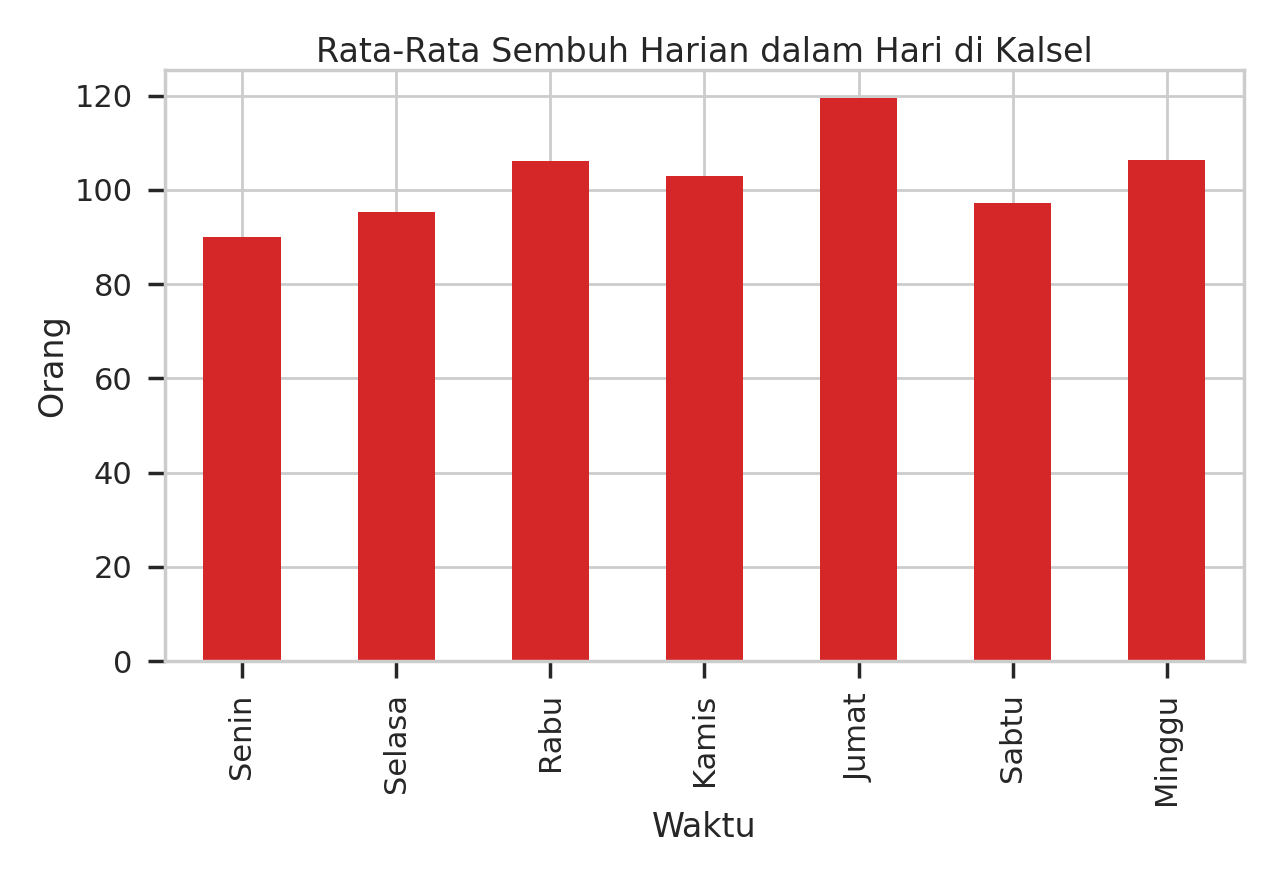 Rata-Rata Sembuh Harian dalam Hari di Kalsel
120
100
80
60
40
20
0
Orang
Senin
Selasa
Rabu
Kamis
Jumat
Sabtu
Minggu
Waktu